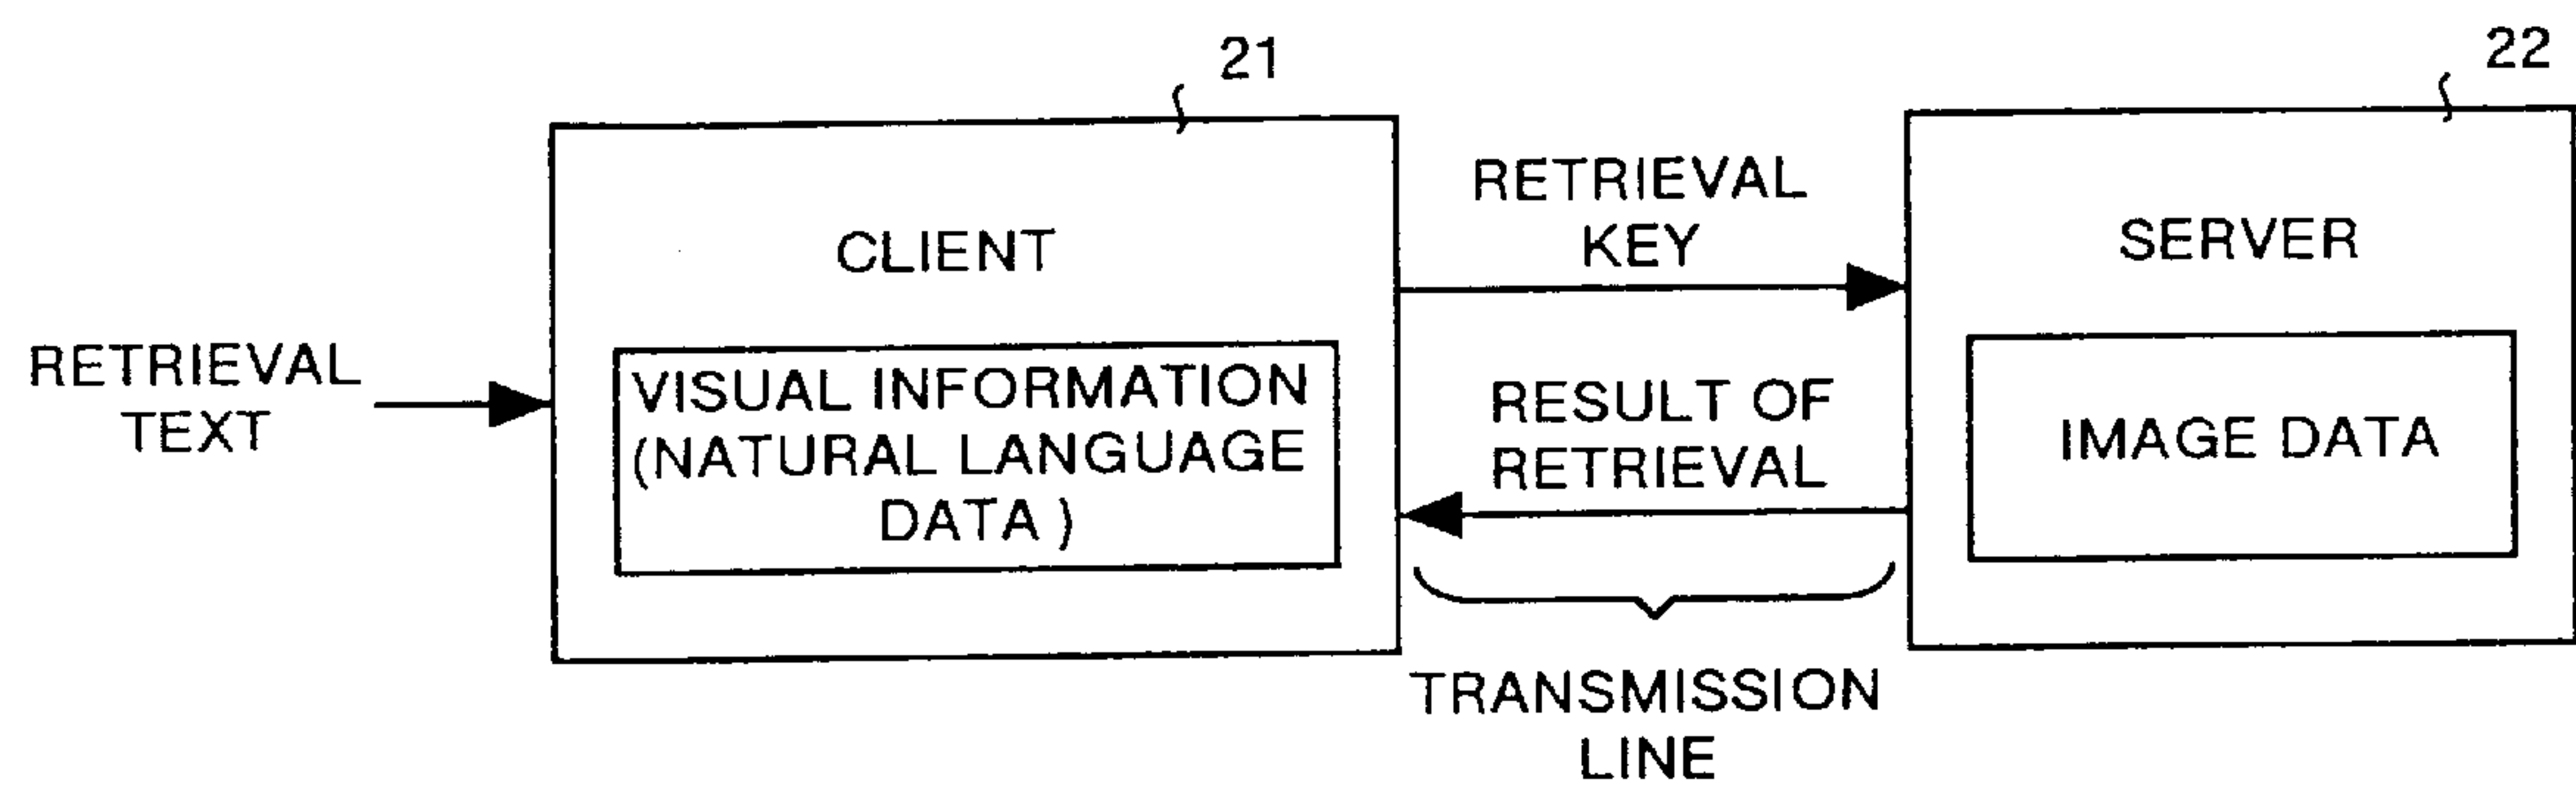 21
22
CLIENT
RETRIEVAL
KEY
SERVER
RETRIEVAL
TEXT
VISUAL INFORMATION
(NATURAL LANGUAGE
DATA )
RESULT OF
RETRIEVAL
IMAGE DATA
TRANSMISSION
LINE